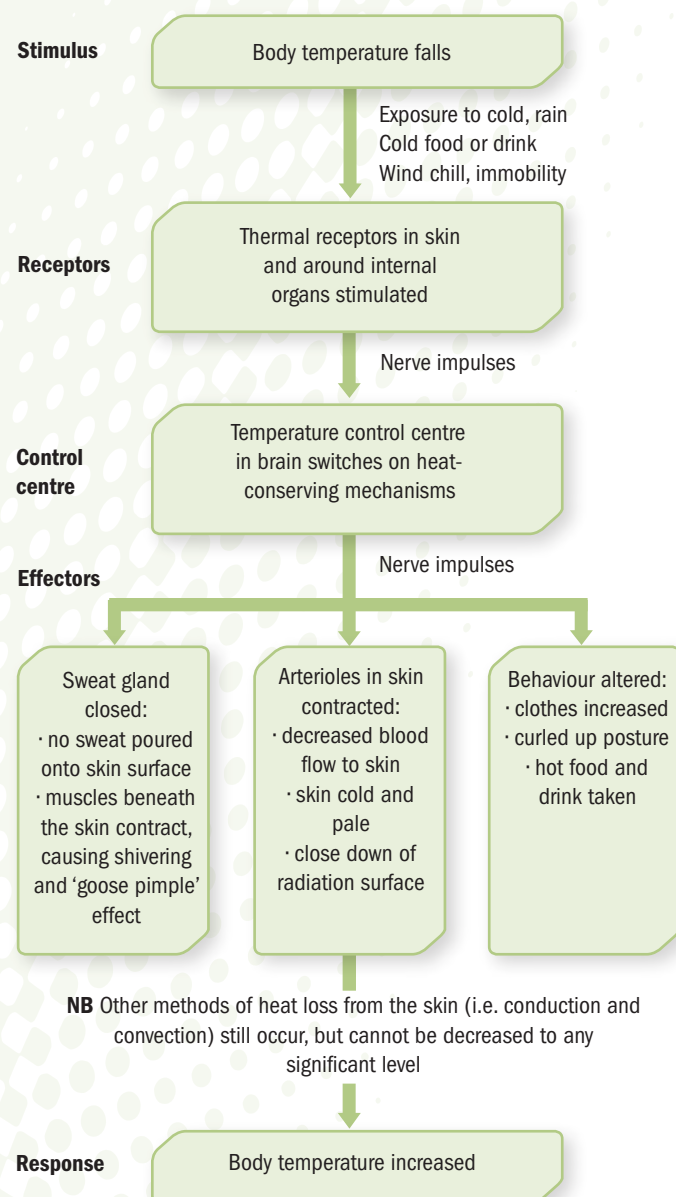 Stimulus
Body temperature falls
Exposure to cold, rain
Cold food or drink
Wind chill, immobility
Receptors
Thermal receptors in skin
and around internal
organs stimulated
Nerve impulses
Control
centre
Temperature control centre
in brain switches on heat-
conserving mechanisms
Effectors
Nerve impulses
Sweat gland
closed:
· no sweat poured
onto skin surface
· muscles beneath
the skin contract,
causing shivering
and ‘goose pimple’
effect
Arterioles in skin
contracted:
· decreased blood
flow to skin
· skin cold and
pale
· close down of
radiation surface
Behaviour altered:
· clothes increased
· curled up posture
· hot food and
drink taken
NB Other methods of heat loss from the skin (i.e. conduction and
convection) still occur, but cannot be decreased to any
significant level
Response
Body temperature increased